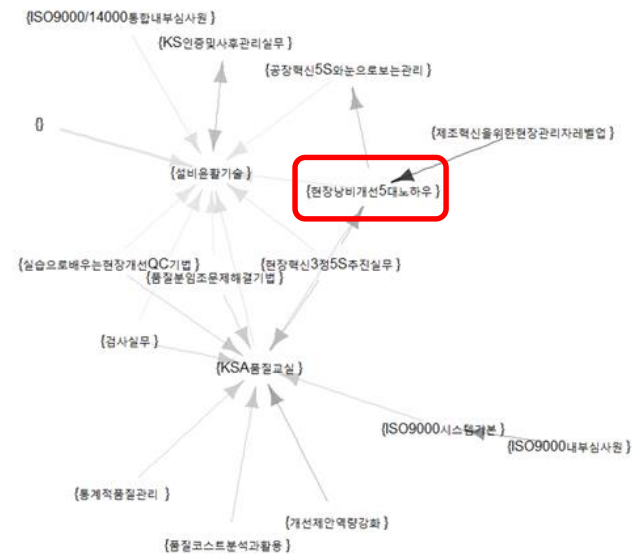 {ISO9000/14000통합내부심사원 }
{KS인증및사후관리실무 }
{공장혁신5S와눈으로보는관리 }
{}
{제조혁신을위한현장관리자레벨업 }
{설비윤활기술 }
{현장낭비개선5대노하우 }
{실습으로배우는현장개선QC기법 }
{현장혁신3정5S추진실무 }
{품질분임조문제해결기법 }
{검사실무 }
{KSA품질교실 }
{ISO9000시스템기본 }
{ISO9000내부심사원 }
{통계적품질관리 }
{개선제안역량강화 }
{품질코스트분석과활용 }